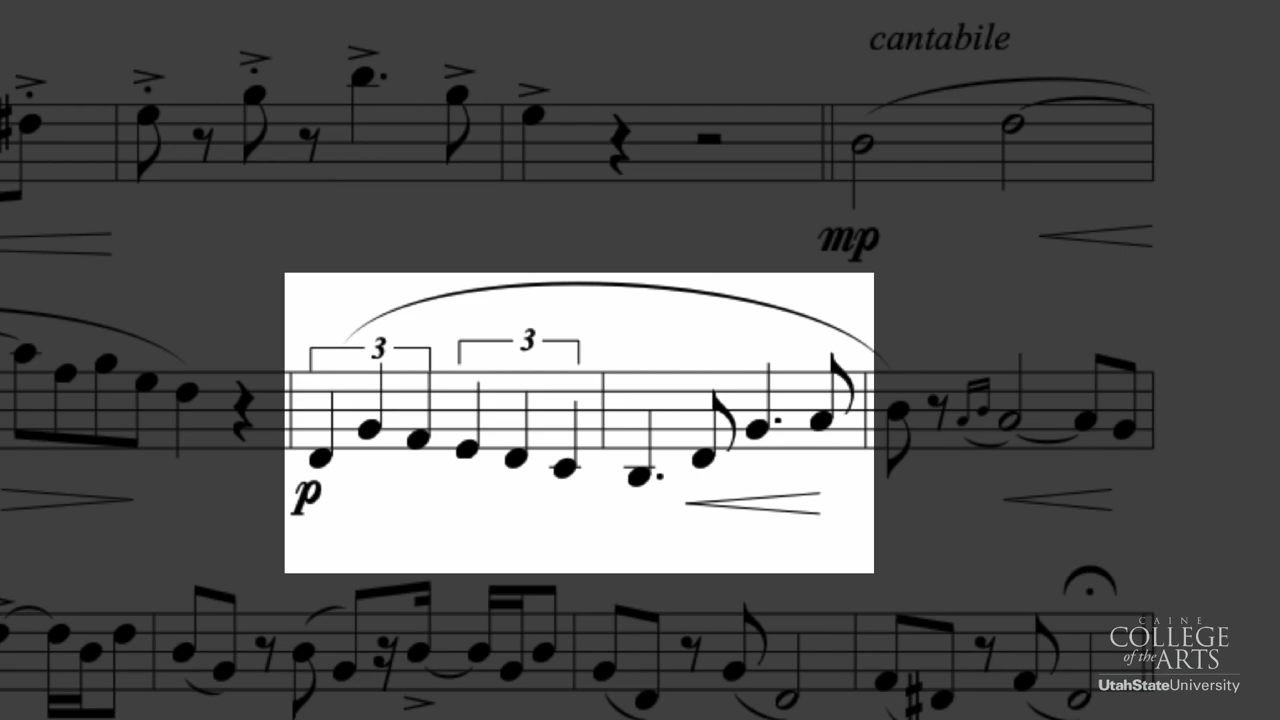 cantabile
mp
3
3
p
CAINE
COLLEGE
of the ARTS
UtahStateUniversity